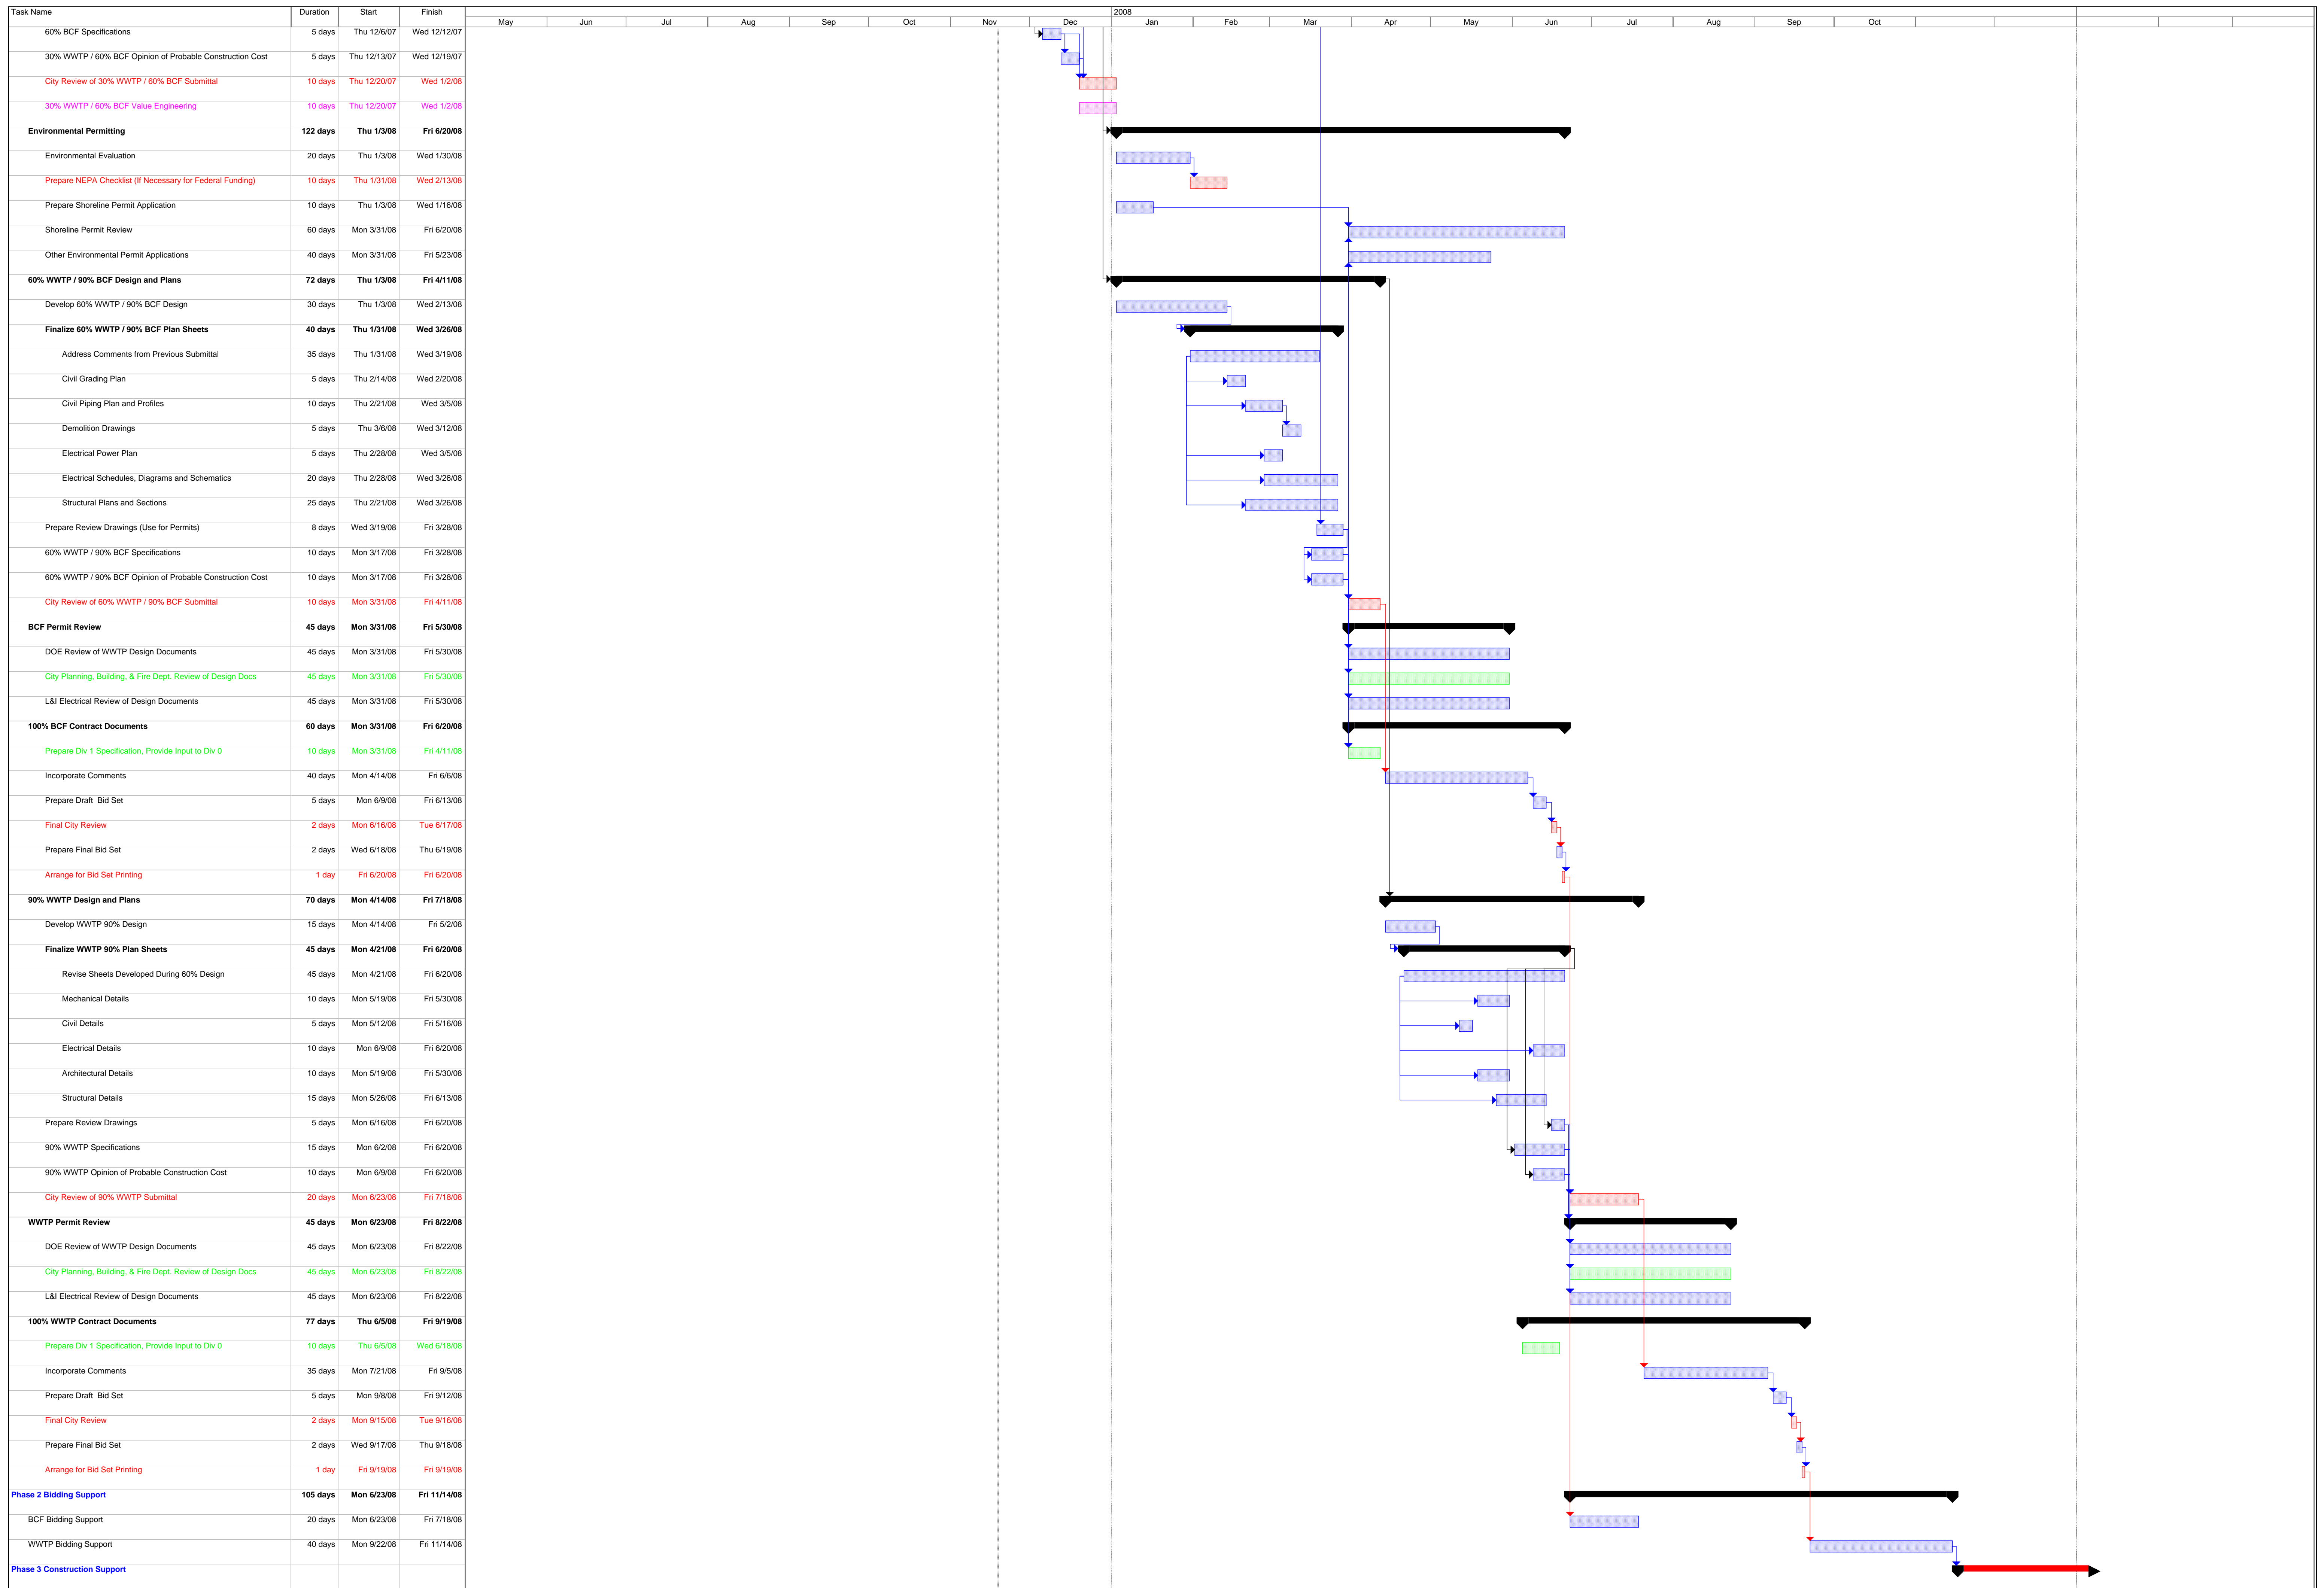 Task Name Duration Start Finish 2008
May Jun Jul Aug Sep Oct Nov Dec Jan Feb Mar Apr May Jun Jul Aug Sep Oct
60% BCF Specifications 5 days Thu 12/6/07 Wed 12/12/07
30% WWTP / 60% BCF Opinion of Probable Construction Cost 5 days Thu 12/13/07 Wed 12/19/07
City Review of 30% WWTP / 60% BCF Submittal 10 days Thu 12/20/07 Wed 1/2/08
30% WWTP / 60% BCF Value Engineering 10 days Thu 12/20/07 Wed 1/2/08
Environmental Permitting 122 days Thu 1/3/08 Fri 6/20/08
Environmental Evaluation 20 days Thu 1/3/08 Wed 1/30/08
Prepare NEPA Checklist (If Necessary for Federal Funding) 10 days Thu 1/31/08 Wed 2/13/08
Prepare Shoreline Permit Application 10 days Thu 1/3/08 Wed 1/16/08
Shoreline Permit Review 60 days Mon 3/31/08 Fri 6/20/08
Other Environmental Permit Applications 40 days Mon 3/31/08 Fri 5/23/08
60% WWTP / 90% BCF Design and Plans 72 days Thu 1/3/08 Fri 4/11/08
Develop 60% WWTP / 90% BCF Design 30 days Thu 1/3/08 Wed 2/13/08
Finalize 60% WWTP / 90% BCF Plan Sheets 40 days Thu 1/31/08 Wed 3/26/08
Address Comments from Previous Submittal 35 days Thu 1/31/08 Wed 3/19/08
Civil Grading Plan 5 days Thu 2/14/08 Wed 2/20/08
Civil Piping Plan and Profiles 10 days Thu 2/21/08 Wed 3/5/08
Demolition Drawings 5 days Thu 3/6/08 Wed 3/12/08
Electrical Power Plan 5 days Thu 2/28/08 Wed 3/5/08
Electrical Schedules, Diagrams and Schematics 20 days Thu 2/28/08 Wed 3/26/08
Structural Plans and Sections 25 days Thu 2/21/08 Wed 3/26/08
Prepare Review Drawings (Use for Permits) 8 days Wed 3/19/08 Fri 3/28/08
60% WWTP / 90% BCF Specifications 10 days Mon 3/17/08 Fri 3/28/08
60% WWTP / 90% BCF Opinion of Probable Construction Cost 10 days Mon 3/17/08 Fri 3/28/08
City Review of 60% WWTP / 90% BCF Submittal 10 days Mon 3/31/08 Fri 4/11/08
BCF Permit Review 45 days Mon 3/31/08 Fri 5/30/08
DOE Review of WWTP Design Documents 45 days Mon 3/31/08 Fri 5/30/08
City Planning, Building, & Fire Dept. Review of Design Docs 45 days Mon 3/31/08 Fri 5/30/08
L&I Electrical Review of Design Documents 45 days Mon 3/31/08 Fri 5/30/08
100% BCF Contract Documents 60 days Mon 3/31/08 Fri 6/20/08
Prepare Div 1 Specification, Provide Input to Div 0 10 days Mon 3/31/08 Fri 4/11/08
Incorporate Comments 40 days Mon 4/14/08 Fri 6/6/08
Prepare Draft Bid Set 5 days Mon 6/9/08 Fri 6/13/08
Final City Review 2 days Mon 6/16/08 Tue 6/17/08
Prepare Final Bid Set 2 days Wed 6/18/08 Thu 6/19/08
Arrange for Bid Set Printing 1 day Fri 6/20/08 Fri 6/20/08
90% WWTP Design and Plans 70 days Mon 4/14/08 Fri 7/18/08
Develop WWTP 90% Design 15 days Mon 4/14/08 Fri 5/2/08
Finalize WWTP 90% Plan Sheets 45 days Mon 4/21/08 Fri 6/20/08
Revise Sheets Developed During 60% Design 45 days Mon 4/21/08 Fri 6/20/08
Mechanical Details 10 days Mon 5/19/08 Fri 5/30/08
Civil Details 5 days Mon 5/12/08 Fri 5/16/08
Electrical Details 10 days Mon 6/9/08 Fri 6/20/08
Architectural Details 10 days Mon 5/19/08 Fri 5/30/08
Structural Details 15 days Mon 5/26/08 Fri 6/13/08
Prepare Review Drawings 5 days Mon 6/16/08 Fri 6/20/08
90% WWTP Specifications 15 days Mon 6/2/08 Fri 6/20/08
90% WWTP Opinion of Probable Construction Cost 10 days Mon 6/9/08 Fri 6/20/08
City Review of 90% WWTP Submittal 20 days Mon 6/23/08 Fri 7/18/08
WWTP Permit Review 45 days Mon 6/23/08 Fri 8/22/08
DOE Review of WWTP Design Documents 45 days Mon 6/23/08 Fri 8/22/08
City Planning, Building, & Fire Dept. Review of Design Docs 45 days Mon 6/23/08 Fri 8/22/08
L&I Electrical Review of Design Documents 45 days Mon 6/23/08 Fri 8/22/08
100% WWTP Contract Documents 77 days Thu 6/5/08 Fri 9/19/08
Prepare Div 1 Specification, Provide Input to Div 0 10 days Thu 6/5/08 Wed 6/18/08
Incorporate Comments 35 days Mon 7/21/08 Fri 9/5/08
Prepare Draft Bid Set 5 days Mon 9/8/08 Fri 9/12/08
Final City Review 2 days Mon 9/15/08 Tue 9/16/08
Prepare Final Bid Set 2 days Wed 9/17/08 Thu 9/18/08
Arrange for Bid Set Printing 1 day Fri 9/19/08 Fri 9/19/08
Phase 2 Bidding Support 105 days Mon 6/23/08 Fri 11/14/08
BCF Bidding Support 20 days Mon 6/23/08 Fri 7/18/08
WWTP Bidding Support 40 days Mon 9/22/08 Fri 11/14/08
Phase 3 Construction Support